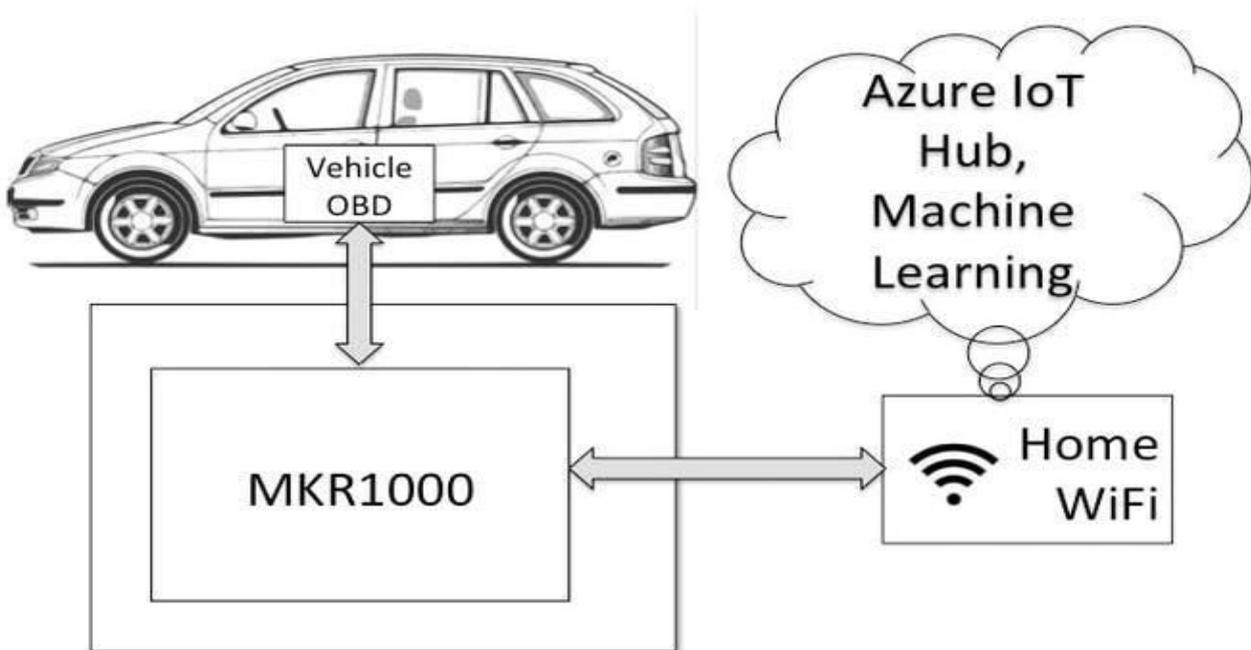 Vehicle
OBD
Azure IoT
Hub,
Machine
Learning
MKR1000
Home
WiFi